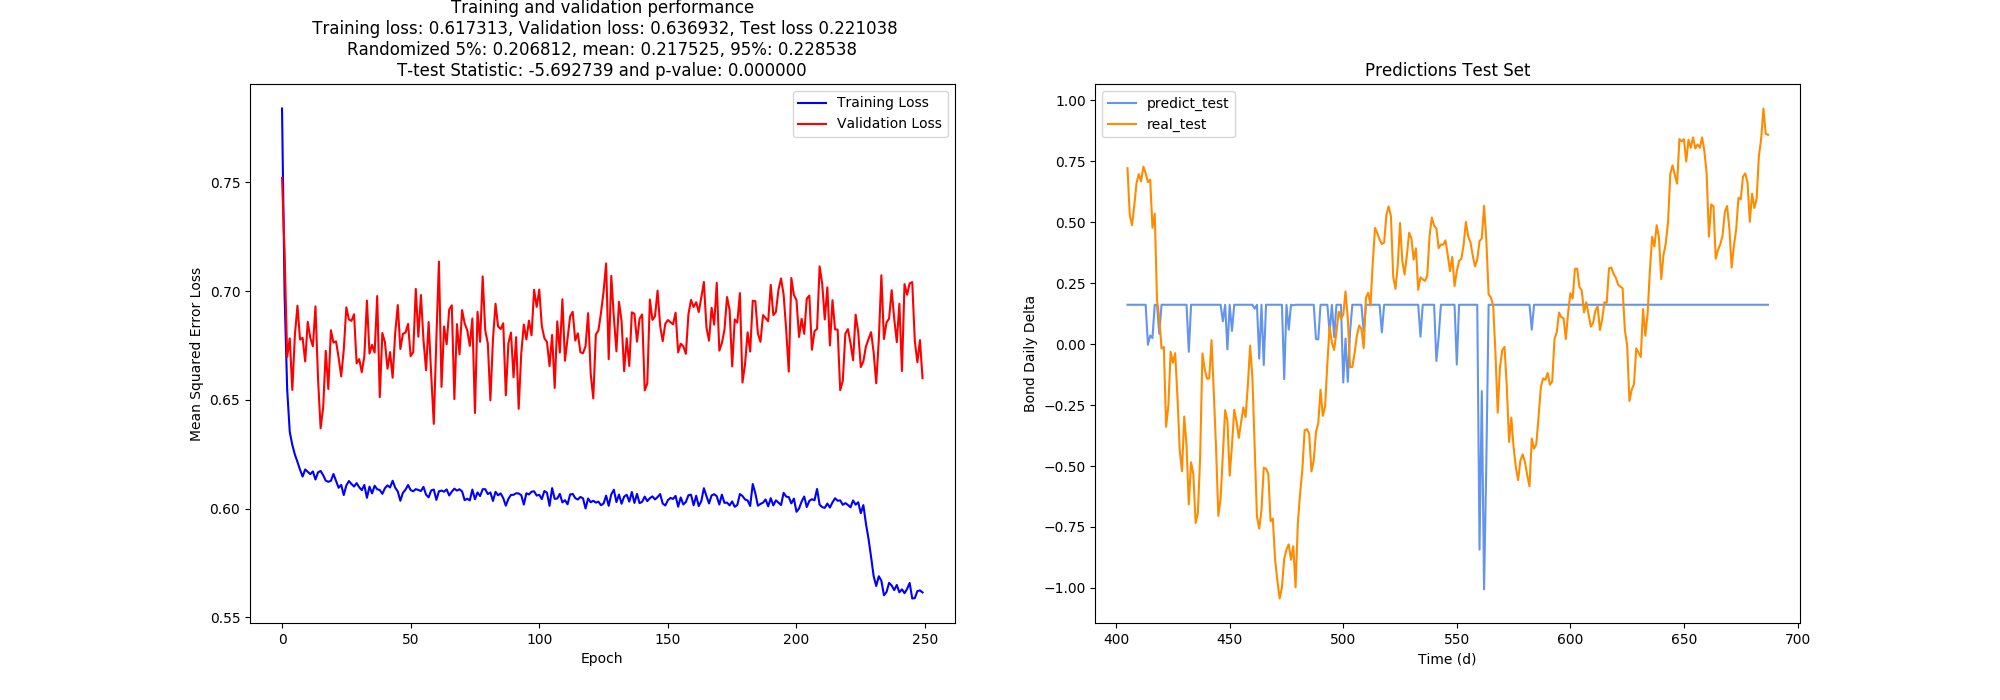 Training and validation performance
Training loss: 0.617313, Validation loss: 0.636932, Test loss 0.221038
Randomized 5%: 0.206812, mean: 0.217525, 95%: 0.228538
T-test Statistic: -5.692739 and p-value: 0.000000
Training Loss
Validation Loss
Mean Squared Error Loss
0.75
0.70
0.65
0.60
0.55
0
50
100
150
200
250
Epoch
Predictions Test Set
predict_test
real_test
Bond Daily Delta
1.00
0.75
0.50
0.25
0.00
−0.25
−0.50
−0.75
−1.00
400
450
500
550
600
650
700
Time (d)